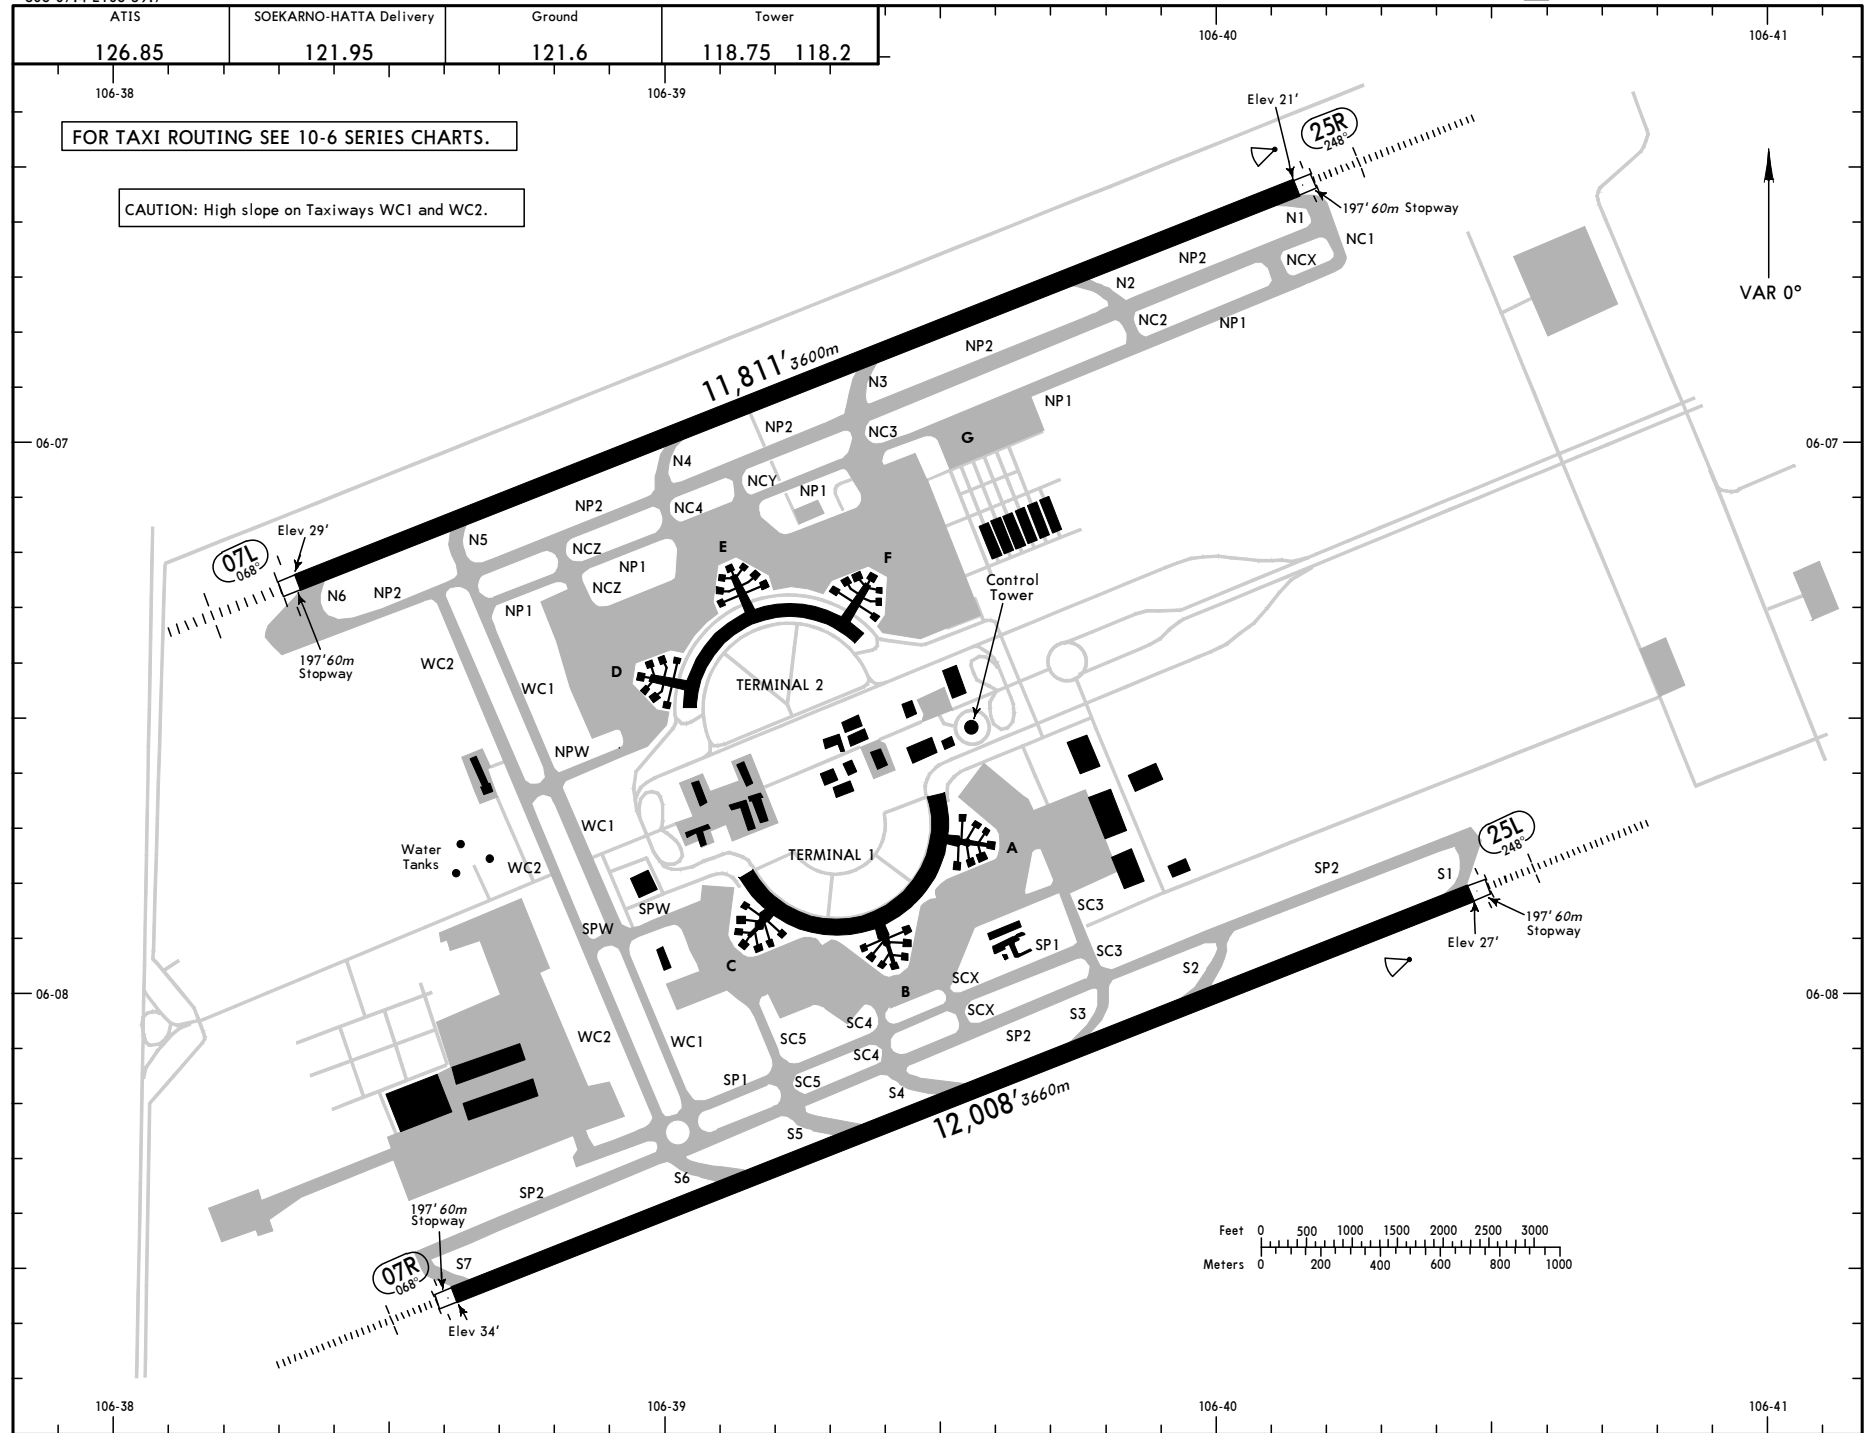 ATIS SOEKARNO-HATTA Delivery Ground Tower
126.85 121.95 121.6 118.75 118.2
106-38 106-39 106-40 106-41
FOR TAXI ROUTING SEE 10-6 SERIES CHARTS.
CAUTION: High slope on Taxiways WC1 and WC2.
Elev 21'
25R
248°
197' 60m Stopway
N1
NC1
NCX
NP2
N2
NC2
NP1
VAR 0°
NP2
11,811' 3600m
N3
NP1
NP2
NC3
G
06-07
06-07
N4
NCY
NP1
NP2
NC4
Elev 29'
N5
07L
068°
NCZ
NP1
NCZ
E
F
N6
NP2
NP1
Control
Tower
197' 60m
Stopway
WC2
D
WC1
TERMINAL 2
NPW
WC1
Water
Tanks
WC2
TERMINAL 1
A
25L
248°
SP2
S1
SPW
SPW
SC3
197' 60m
Stopway
Elev 27'
SP1
SC3
C
B
SCX
S2
06-08
06-08
SCX
S3
SC4
SP2
WC2
WC1
SC5
SC4
SP1
SC5
S4
12,008' 3660m
S5
S6
SP2
197' 60m
Stopway
07R
068°
S7
Elev 34'
Feet 0 500 1000 1500 2000 2500 3000
Meters 0 200 400 600 800 1000
106-38 106-39 106-40 106-41